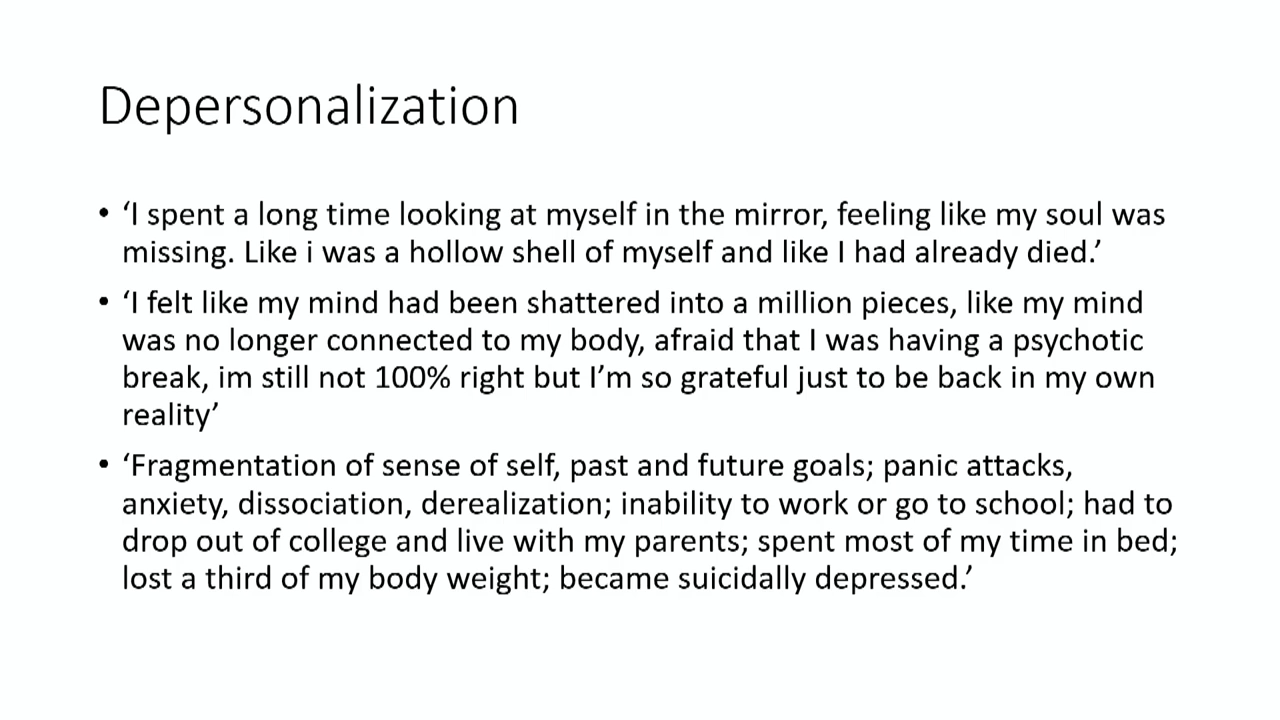 Depersonalization
• ‘I spent a long time looking at myself in the mirror, feeling like my soul was
missing. Like i was a hollow shell of myself and like I had already died.’
• ‘I felt like my mind had been shattered into a million pieces, like my mind
was no longer connected to my body, afraid that I was having a psychotic
break, im still not 100% right but I’m so grateful just to be back in my own
reality’
• ‘Fragmentation of sense of self, past and future goals; panic attacks,
anxiety, dissociation, derealization; inability to work or go to school; had to
drop out of college and live with my parents; spent most of my time in bed;
lost a third of my body weight; became suicidally depressed.’